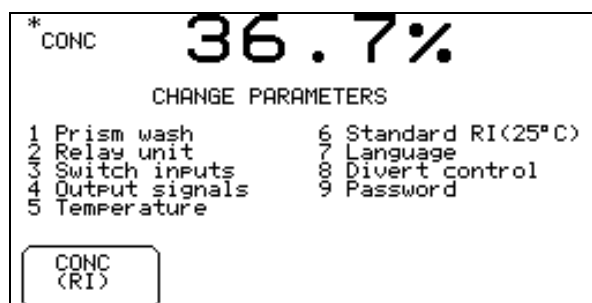 *
CONC 36.7%
CHANGE PARAMETERS
1 Prism wash
2 Relay unit
3 Switch inputs
4 Output signals
5 Temperature
6 Standard RI(25°C)
7 Language
8 Divert control
9 Password
CONC
(RI)